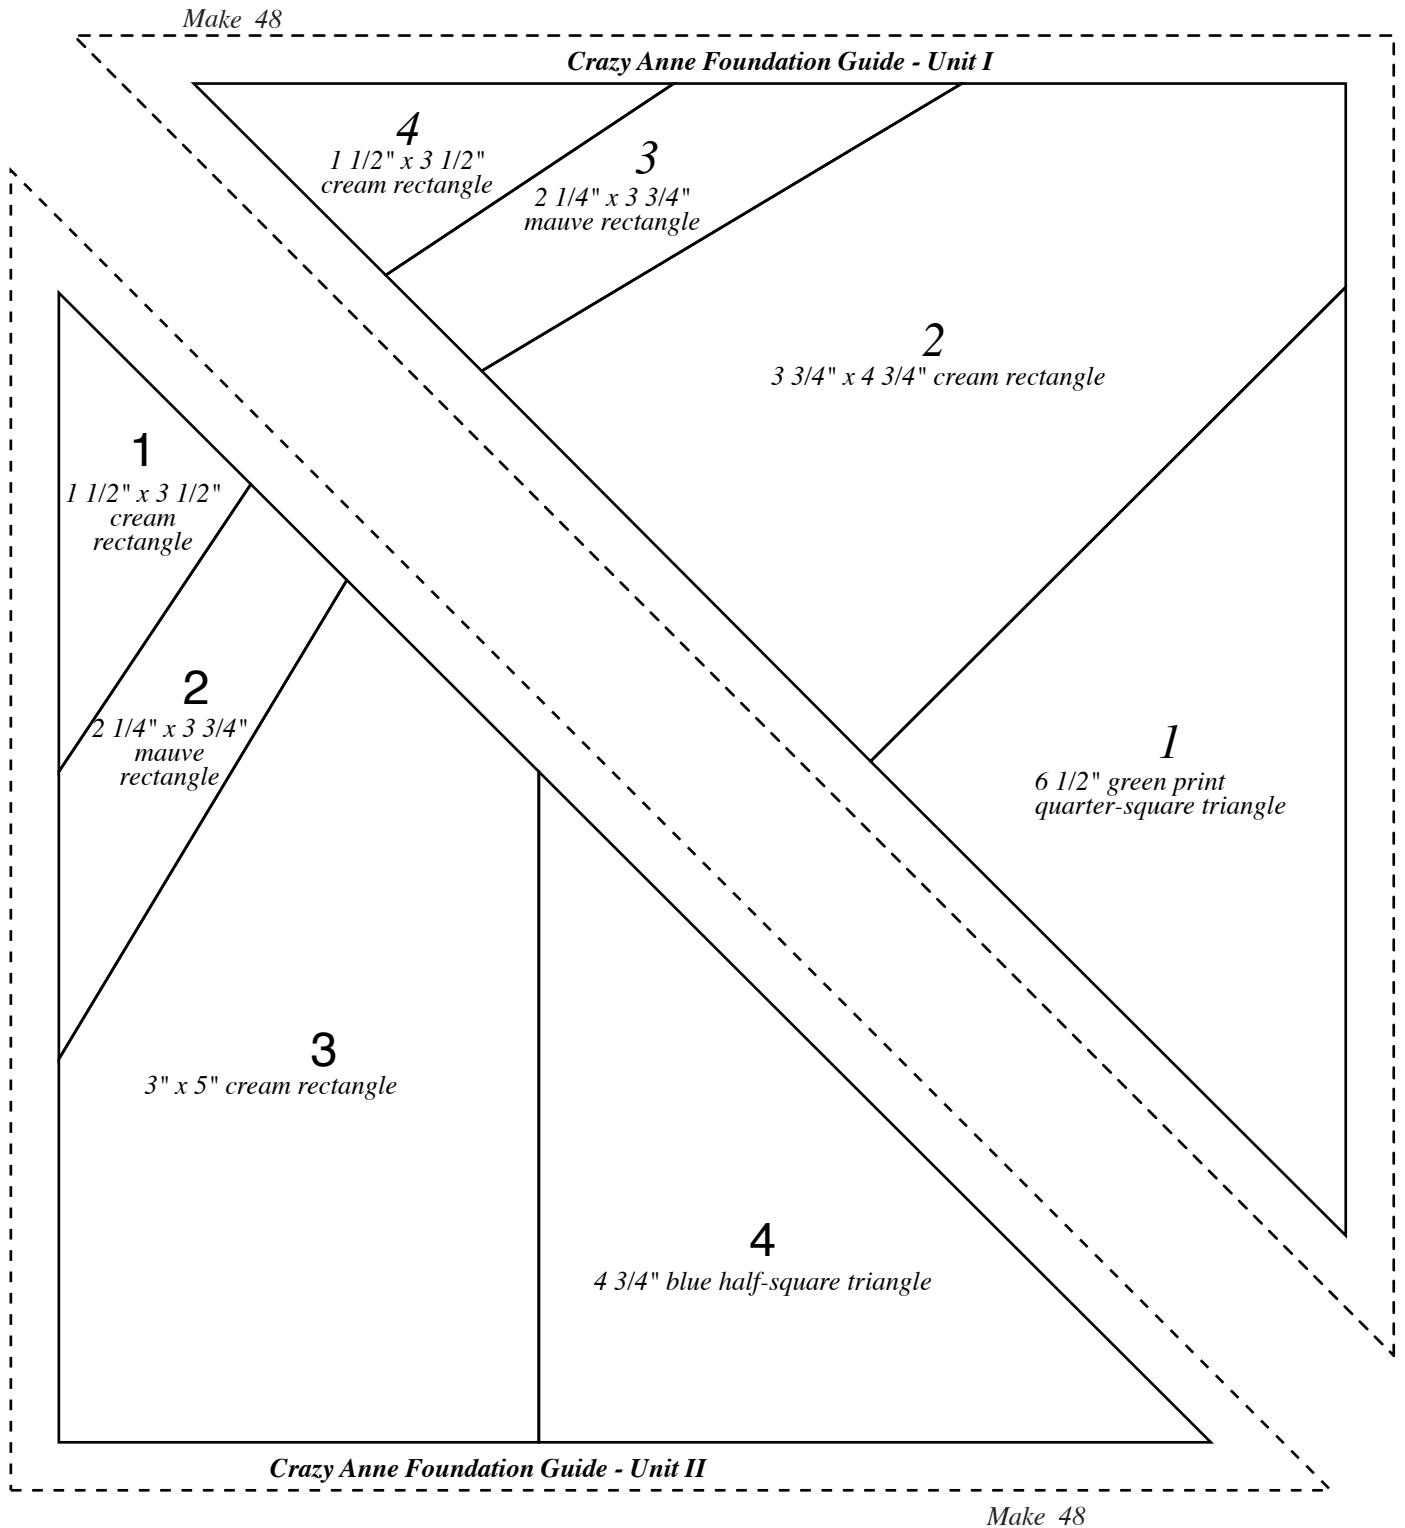 Make 48
Crazy Anne Foundation Guide - Unit I
4
1 1/2" x 3 1/2"
cream rectangle
3
2 1/4" x 3 3/4"
mauve rectangle
2
3 3/4" x 4 3/4" cream rectangle
1
6 1/2" green print
quarter-square triangle
1
1 1/2" x 3 1/2"
cream
rectangle
2
2 1/4" x 3 3/4"
mauve
rectangle
3
3" x 5" cream rectangle
4
4 3/4" blue half-square triangle
Crazy Anne Foundation Guide - Unit II
Make 48